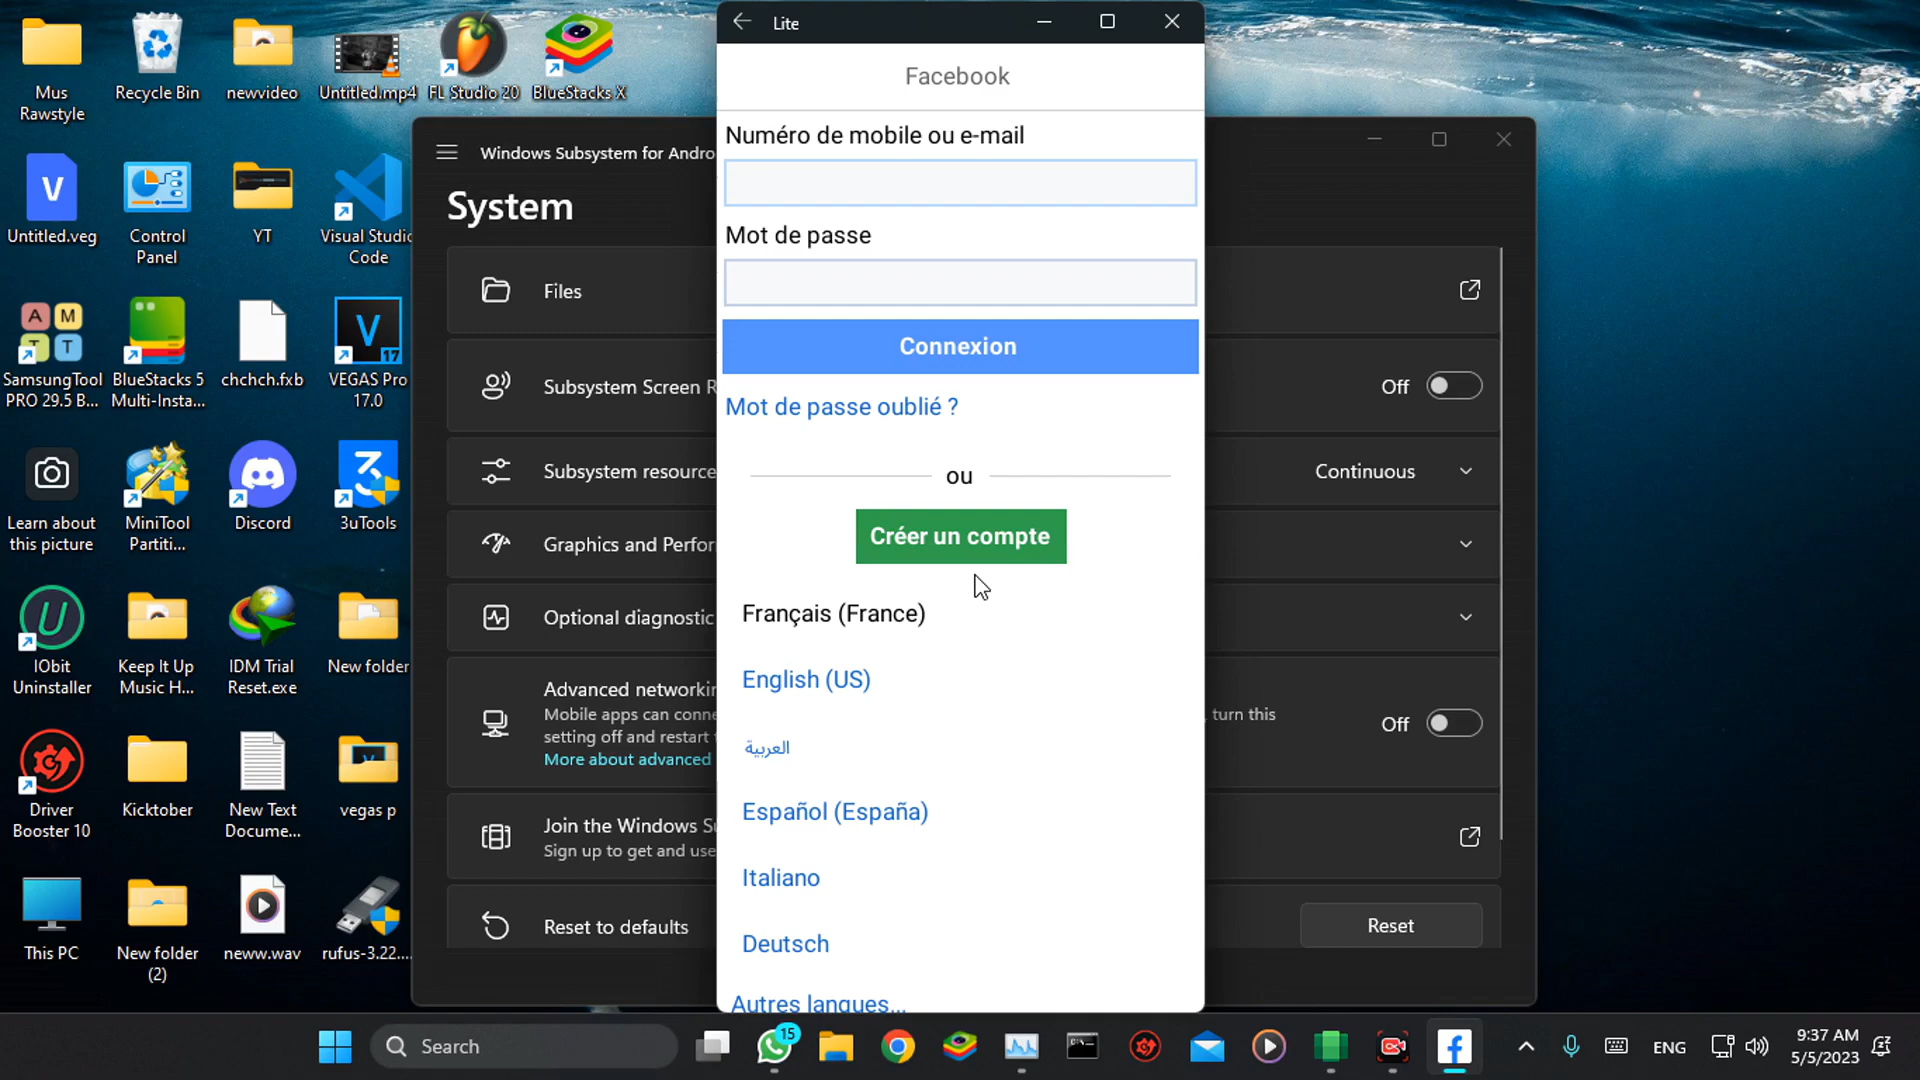 Mus
Rawstyle
Recycle Bin
newvideo
Untitled.mp4
FL Studio 20
BlueStacks X
V
Untitled.veg
Control
Panel
YT
Visual Studio
Code
A M
T T
SamsungTool
PRO 29.5 B...
BlueStacks 5
Multi-Insta...
chchch.fxb
V
17
VEGAS Pro
17.0
Learn about
this picture
MiniTool
Partiti...
Discord
3uTools
IObit
Uninstaller
Keep It Up
Music H...
IDM Trial
Reset.exe
New folder
Driver
Booster 10
Kicktober
New Text
Docume...
vegas p
This PC
New folder
(2)
neww.wav
rufus-3.22....
Windows Subsystem for Andro
System
Files
Subsystem Screen R
Off
Subsystem resource
Continuous
Graphics and Perfor
Optional diagnostic
Advanced networkin
Mobile apps can conne
, turn this
setting off and restart
More about advanced
Off
Join the Windows Su
Sign up to get and use
Reset to defaults
Reset
Lite
Facebook
Numéro de mobile ou e-mail
Mot de passe
Connexion
Mot de passe oublié ?
ou
Créer un compte
Français (France)
English (US)
العربية
Español (España)
Italiano
Deutsch
Autres langues...
Search
15
ENG
9:37 AM
5/5/2023